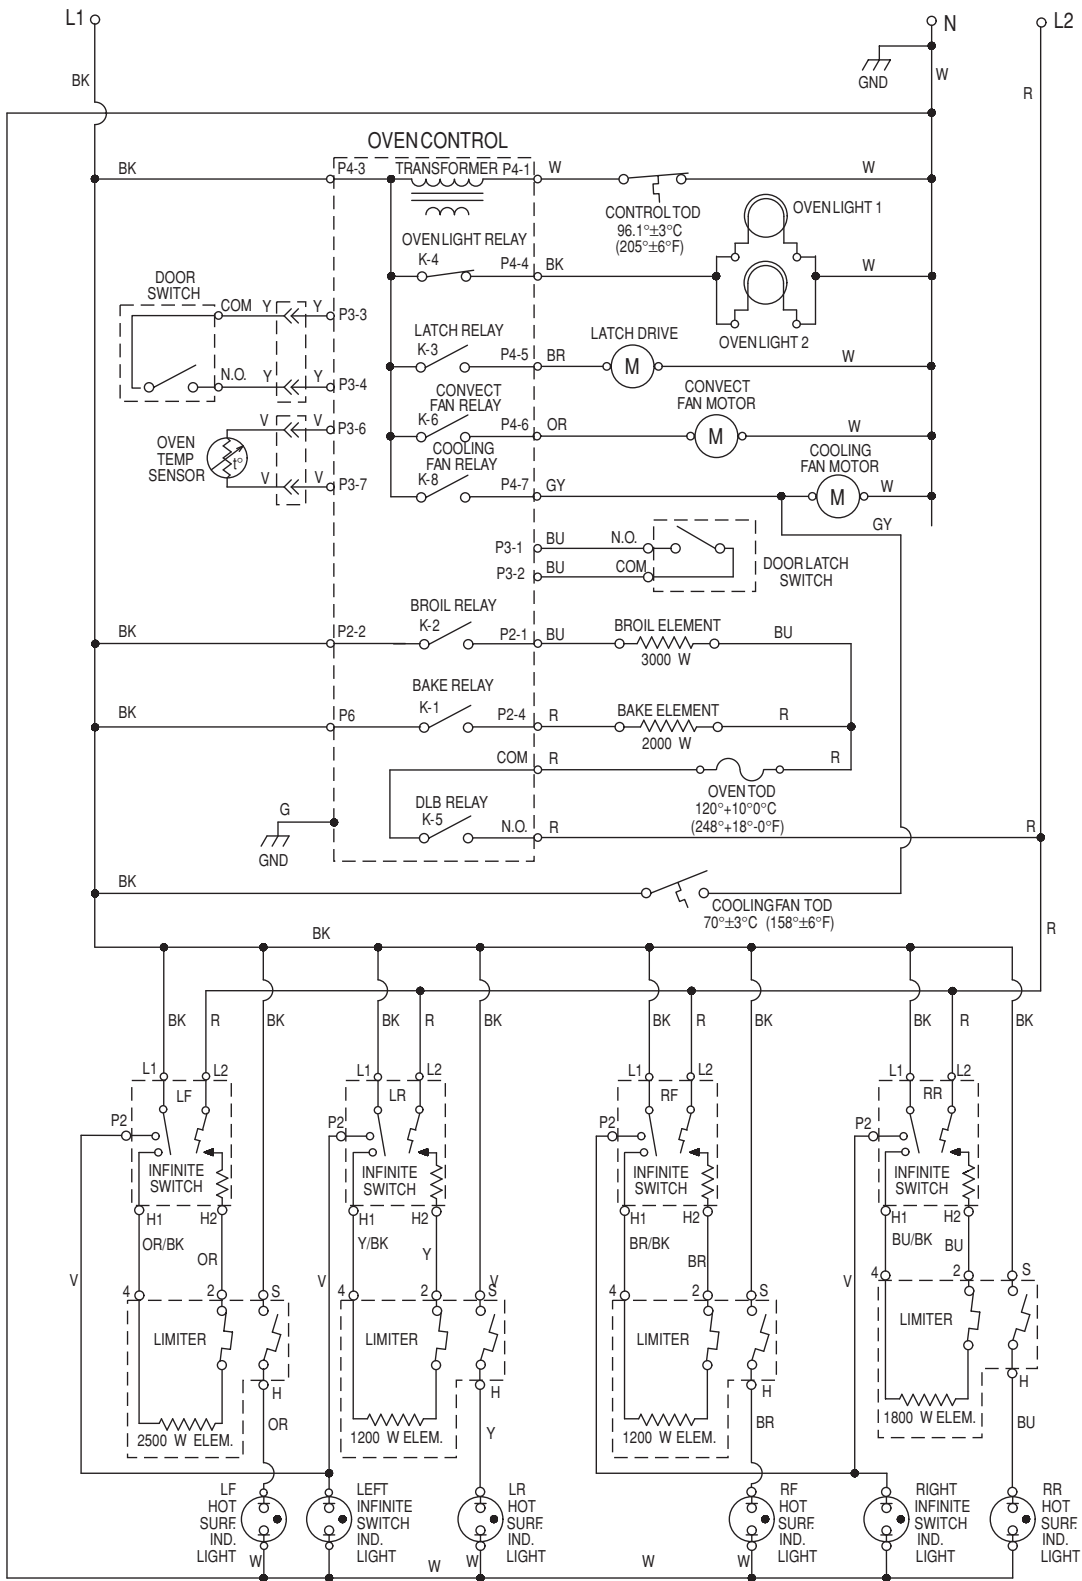 L1
N
L2
GND
BK
W
R
OVEN CONTROL
BK
P4-3
TRANSFORMER
P4-1
W
W
CONTROL TOD
96.1°±3°C
(205°±6°F)
OVEN LIGHT 1
OVEN LIGHT RELAY
K-4
P4-4
BK
W
OVEN LIGHT 2
DOOR
SWITCH
COM
Y
Y
P3-3
N.O.
Y
Y
P3-4
LATCH RELAY
K-3
P4-5
BR
LATCH DRIVE
M
W
CONVECT
FAN RELAY
K-6
P4-6
OR
CONVECT
FAN MOTOR
M
W
OVEN
TEMP
SENSOR
t°
V
V
P3-6
V
V
P3-7
COOLING
FAN RELAY
K-8
P4-7
GY
COOLING
FAN MOTOR
M
W
GY
P3-1
BU
N.O.
P3-2
BU
COM
DOOR LATCH
SWITCH
BK
P2-2
BROIL RELAY
K-2
P2-1
BU
BROIL ELEMENT
3000 W
BU
BK
P6
BAKE RELAY
K-1
P2-4
R
BAKE ELEMENT
2000 W
R
COM
R
R
OVEN TOD
120°+10°0°C
(248°+18°-0°F)
G
GND
DLB RELAY
K-5
N.O.
R
R
BK
COOLING FAN TOD
70°±3°C (158°±6°F)
BK
R
BK
R
BK
BK
R
BK
BK
R
BK
BK
R
BK
L1
L2
L1
L2
L1
L2
L1
L2
LF
LR
RF
RR
P2
P2
P2
P2
INFINITE
SWITCH
INFINITE
SWITCH
INFINITE
SWITCH
INFINITE
SWITCH
H1
H2
H1
H2
H1
H2
H1
H2
OR/BK
OR
Y/BK
Y
BR/BK
BR
BU/BK
BU
V
V
V
V
V
4
2
S
4
2
S
4
2
S
4
2
S
LIMITER
LIMITER
LIMITER
LIMITER
H
H
H
H
OR
Y
BR
BU
2500 W ELEM.
1200 W ELEM.
1200 W ELEM.
1800 W ELEM.
LF
HOT
SURF.
IND.
LIGHT
LEFT
INFINITE
SWITCH
IND.
LIGHT
LR
HOT
SURF.
IND.
LIGHT
RF
HOT
SURF.
IND.
LIGHT
RIGHT
INFINITE
SWITCH
IND.
LIGHT
RR
HOT
SURF.
IND.
LIGHT
W
W
W
W
W